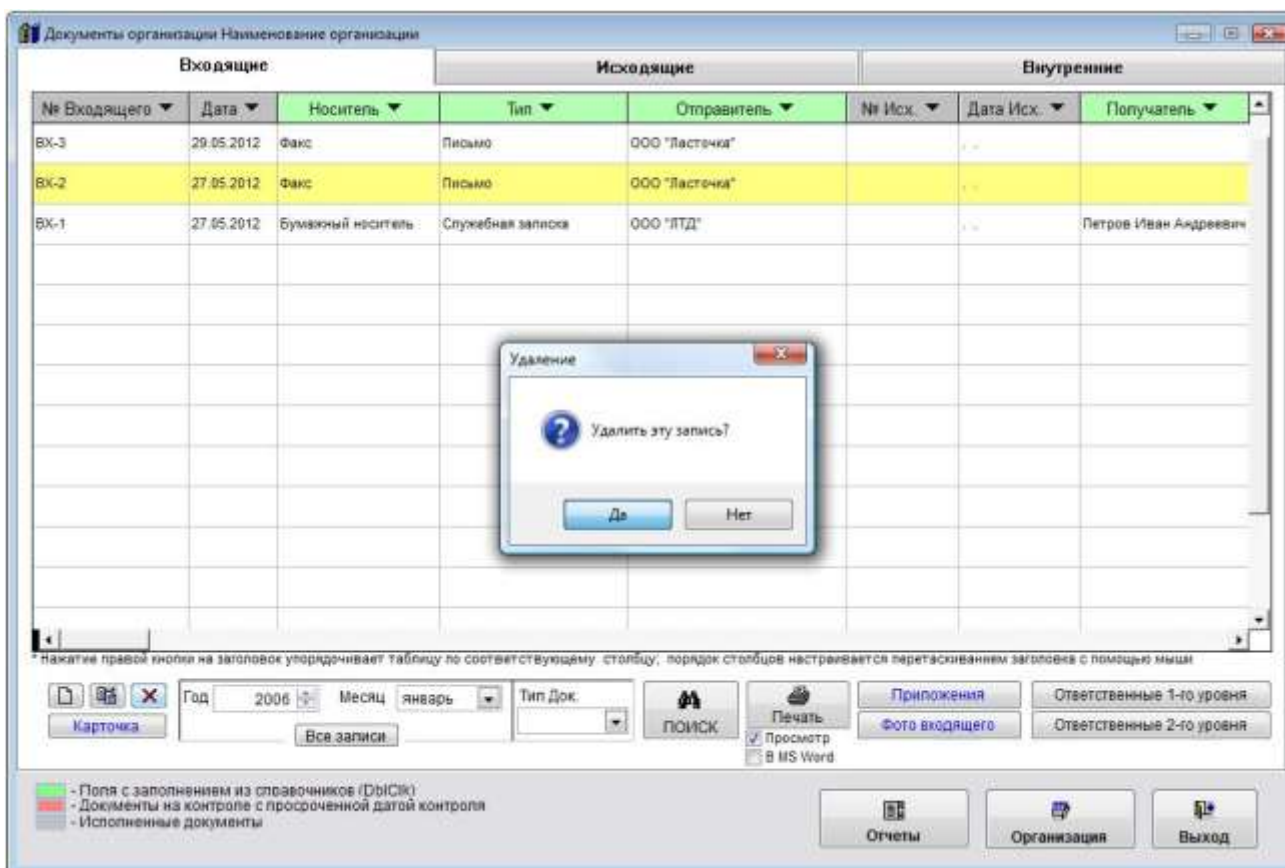 Документы организации Наименование организации
Входящие Исходящие Внутренние
№ Входящего Дата Носитель Тип Отправитель № Исх. Дата Исх. Получатель
ВХ-3 29.05.2012 Факс Письмо ООО "Ласточка" . .
ВХ-2 27.05.2012 Факс Письмо ООО "Ласточка" . .
ВХ-1 27.05.2012 Бумажный носитель Служебная записка ООО "ЛТД" . . Петров Иван Андреевич
Удаление
Удалить эту запись?
Да Нет
* Нажатие правой кнопки на заголовок упорядочивает таблицу по соответствующему столбцу; порядок столбцов настраивается перетаскиванием заголовка с помощью мыши
Год 2006 Месяц январь Тип Док. ПОИСК Печать Приложения Ответственные 1-го уровня
Карточка Все записи Просмотр Фото входящего Ответственные 2-го уровня
В MS Word
- Поля с заполнением из справочников (DblClk)
- Документы на контроле с просроченной датой контроля
- Исполненные документы
Отчеты Организация Выход